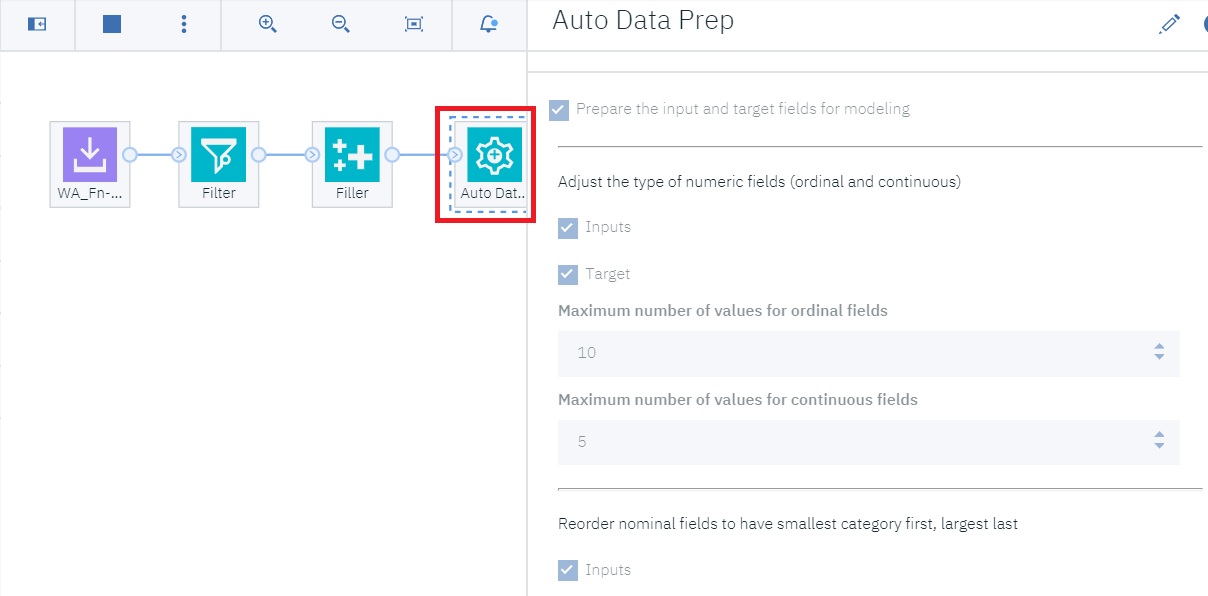 Auto Data Prep
WA_Fn-...
Filter
Filler
Auto Dat..
Prepare the input and target fields for modeling
Adjust the type of numeric fields (ordinal and continuous)
Inputs
Target
Maximum number of values for ordinal fields
10
Maximum number of values for continuous fields
5
Reorder nominal fields to have smallest category first, largest last
Inputs